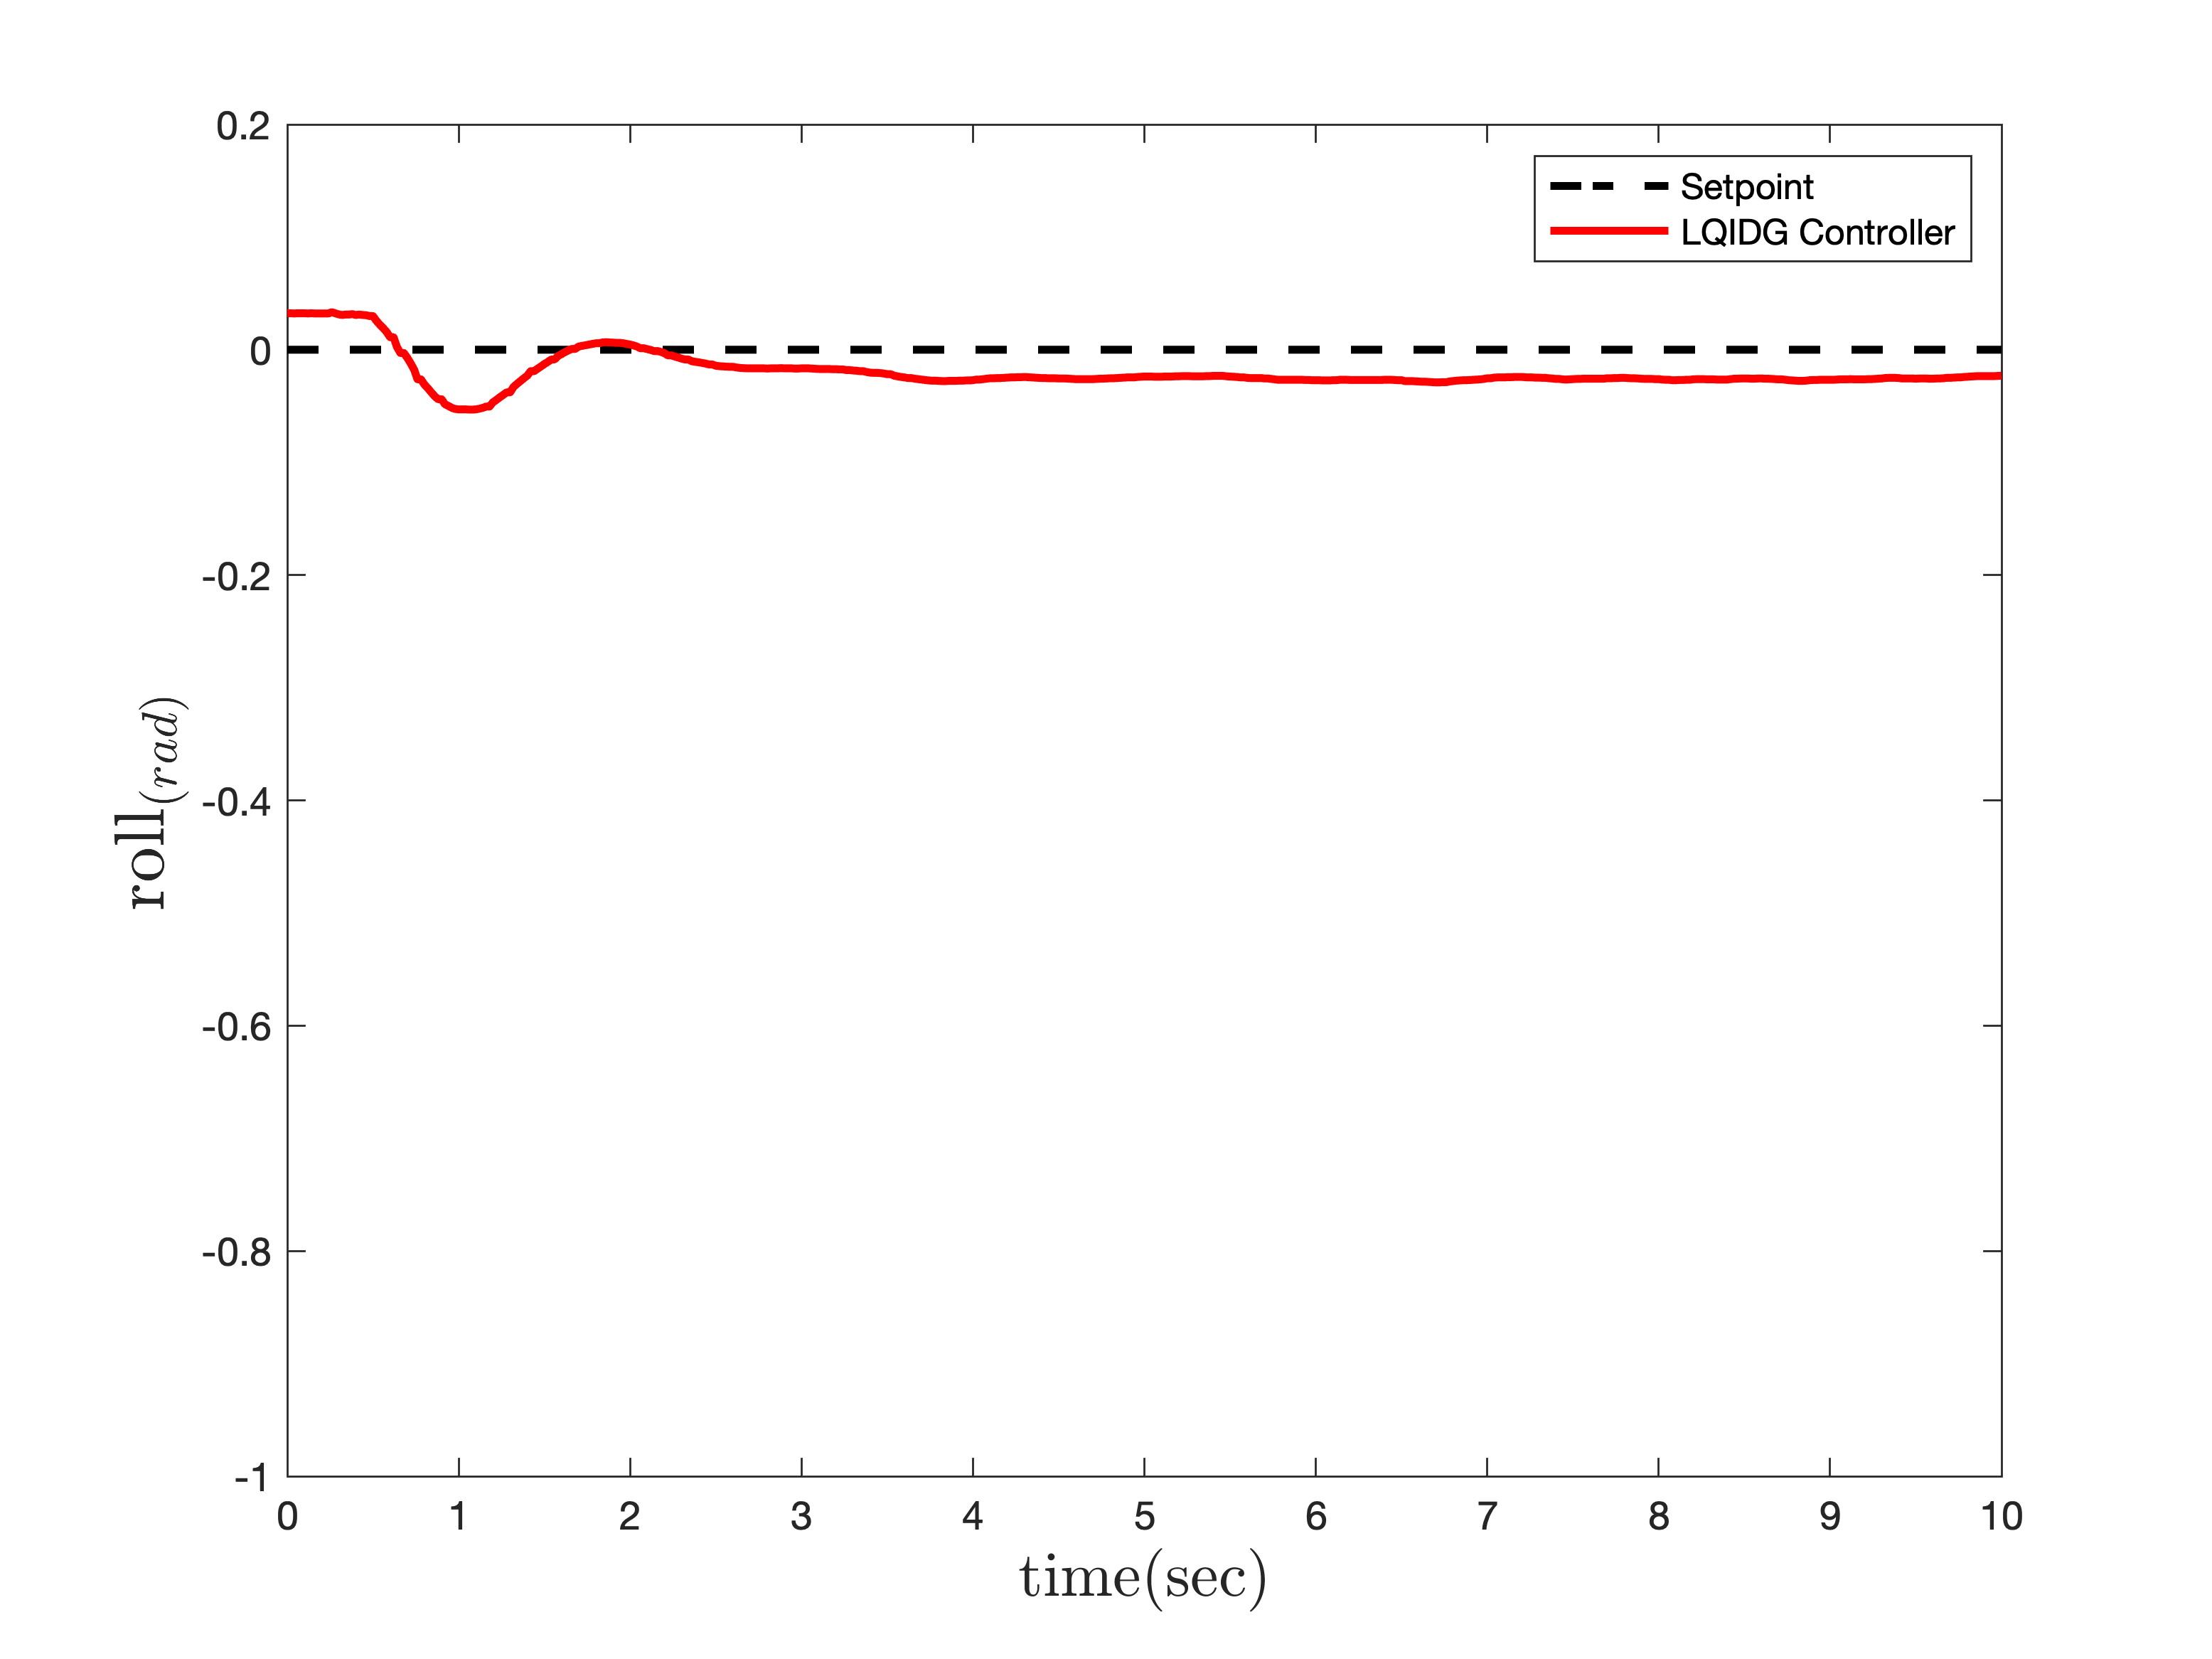 0.2
0
-0.2
-0.4
-0.6
-0.8
-1
0 1 2 3 4 5 6 7 8 9 10
time(sec)
roll(rad)
Setpoint
LQIDG Controller